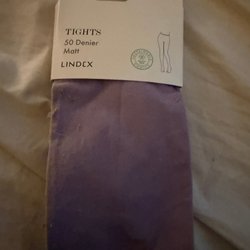 TIGHTS
50 Denier
Matt
LINDEX